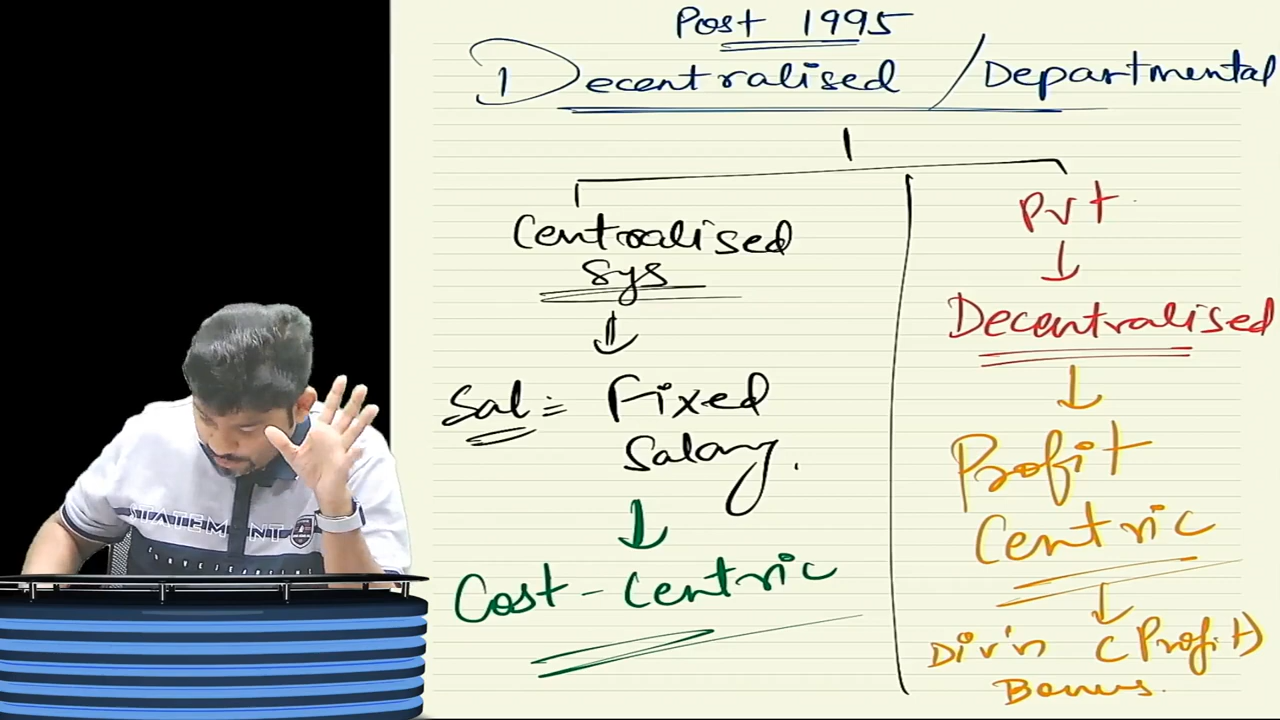 Post 1995
1) Decentralised / Departmental
Centralised
Sys
Sal = Fixed
Salary.
Cost-Centric
Pvt
Decentralised
Profit
Centric
Div'n (Profit)
Bonus.
STATEMENT